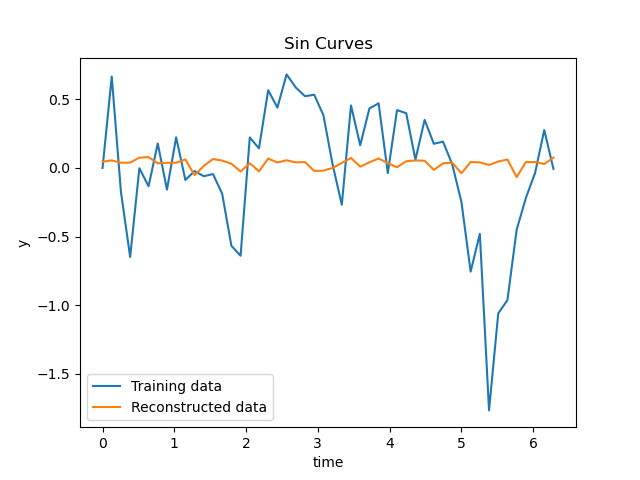 Sin Curves
y
0.5
0.0
−0.5
−1.0
−1.5
Training data
Reconstructed data
0 1 2 3 4 5 6
time